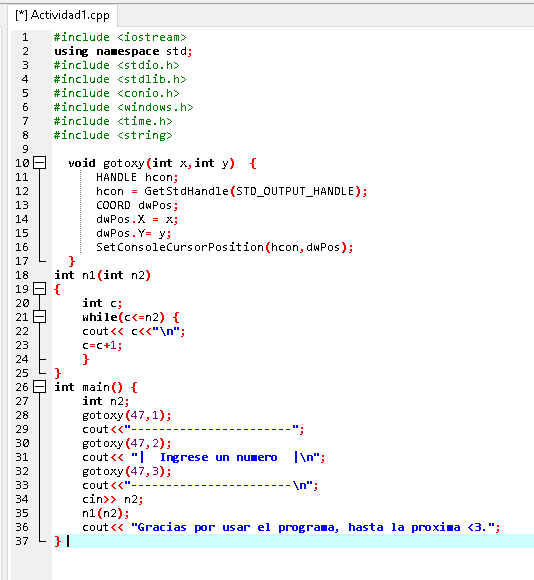 [*] Actividad1.cpp
1 #include <iostream>
2 using namespace std;
3 #include <stdio.h>
4 #include <stdlib.h>
5 #include <conio.h>
6 #include <windows.h>
7 #include <time.h>
8 #include <string>
9
10 void gotoxy(int x,int y)  {
11 HANDLE hcon;
12 hcon = GetStdHandle(STD_OUTPUT_HANDLE);
13 COORD dwPos;
14 dwPos.X = x;
15 dwPos.Y= y;
16 SetConsoleCursorPosition(hcon,dwPos);
17 }
18 int n1(int n2)
19 {
20 int c;
21 while(c<=n2) {
22 cout<< c<<"\n";
23 c=c+1;
24 }
25 }
26 int main() {
27 int n2;
28 gotoxy(47,1);
29 cout<<"------------------------";
30 gotoxy(47,2);
31 cout<< "|  Ingrese un numero  |\n";
32 gotoxy(47,3);
33 cout<<"------------------------\n";
34 cin>> n2;
35 n1(n2);
36 cout<< "Gracias por usar el programa, hasta la proxima <3.";
37 }